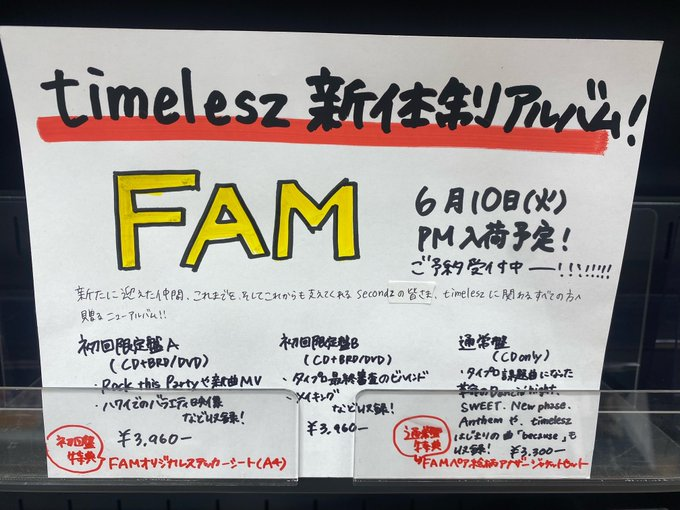 timelesz 新体制アルバム!
FAM
6月10日(火)
PM入荷予定!
ご予約受付中ー!!!!!!!
新たに迎えた仲間、これまでを、そしてこれからも支えてくれる secondzの皆さま、timeleszに関わるすべての方へ
贈るニューアルバム!!
初回限定盤A
(CD+BRD/DVD)
・Rock this Partyや新曲MV
・ハワイでのバラエティ映像
など収録!
¥3,960-
初回盤
特典
FAMオリジナルステッカーシート(A4)
初回限定盤B
(CD+BRD/DVD)
・タイプロ最終審査のビハインド
メイキング
など収録!
¥3,960-
通常盤
(CD only)
・タイプロ課題曲になった
革命のDancin' night、
SWEET、New phase、
Anthemや、timelesz
はじまりの曲「because」も
収録! ¥3,300-
通常盤
特典
FAMペア絵柄アナザージャケットセット